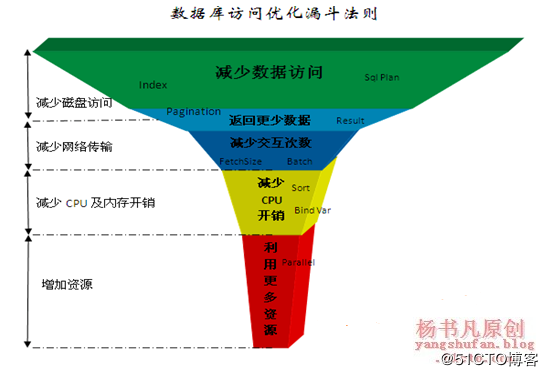 数据库访问优化漏斗法则
减少数据访问
Index
Sql Plan
减少磁盘访问
Pagination
返回更少数据
Result
减少网络传输
减少交互次数
FetchSize
Batch
减少
CPU
开销
Sort
Bind Var
减少 CPU 及内存开销
利用更多资源
Parallel
增加资源
杨书凡原创
yangshufan.blog
@51CTO博客